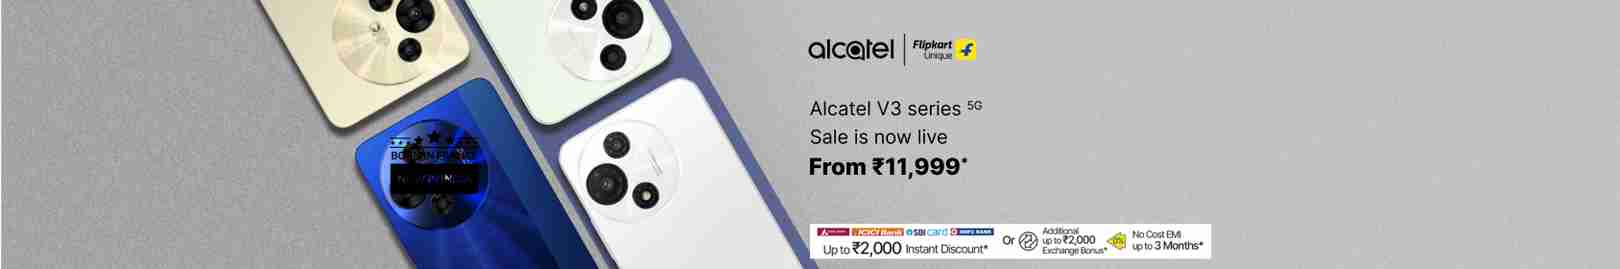 alcatel
Flipkart
Unique
Alcatel V3 series 5G
Sale is now live
From ₹11,999*
ICICI Bank SBI card HDFC BANK
Up to ₹2,000 Instant Discount*
Or
Additional
up to ₹2,000
Exchange Bonus*
0%
No Cost EMI
up to 3 Months*